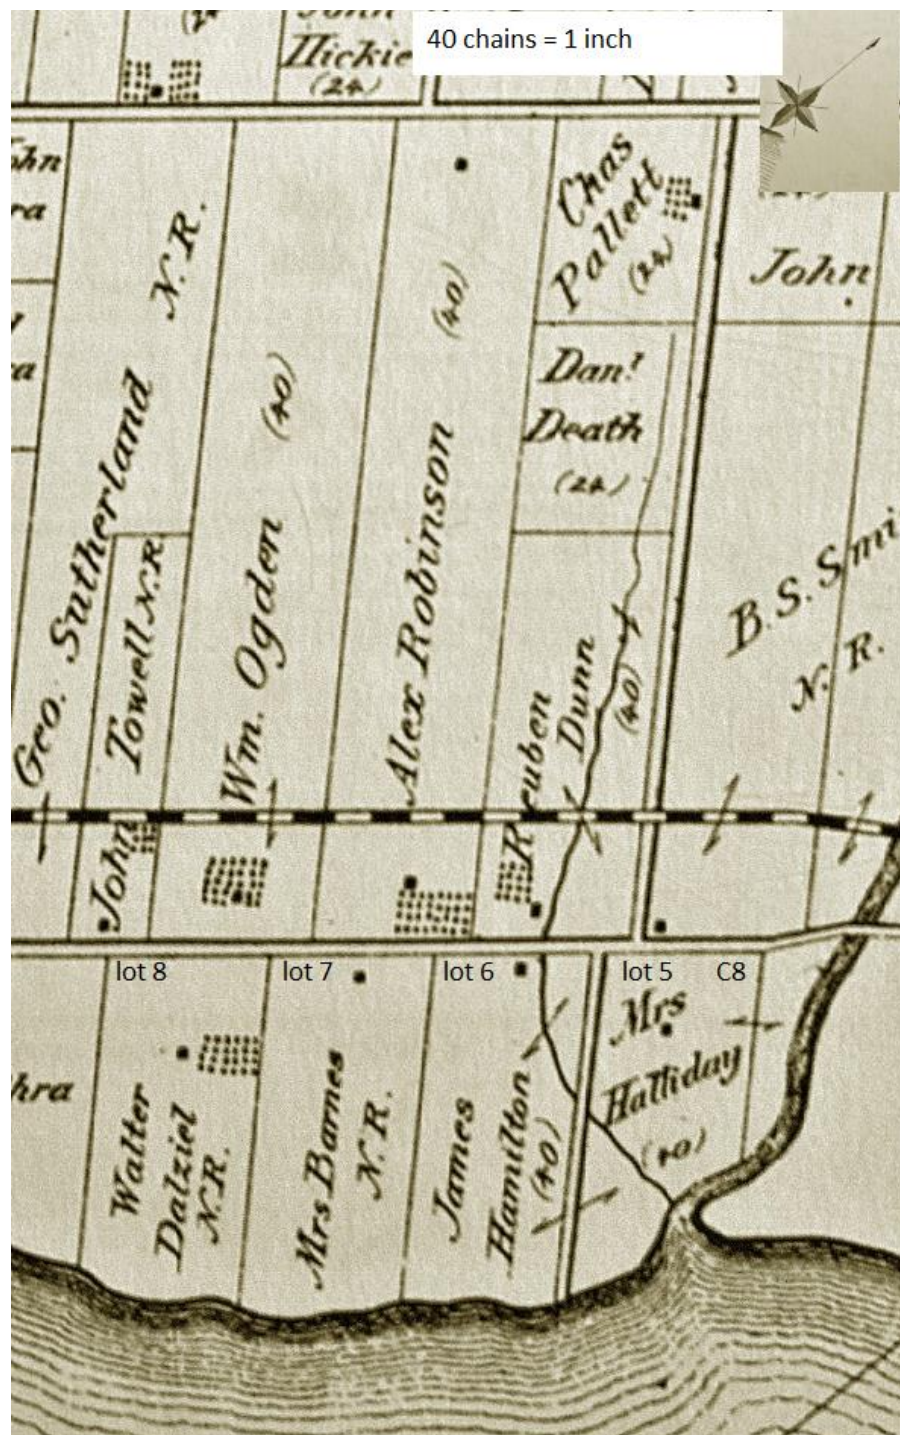 Hickie
(24)
40 chains = 1 inch
John
Chas
Pallett
(24)
N.R.
(40)
John
Dan!
Death
(24)
(40)
Geo. Sutherland
Towell N.R.
John
Wm. Ogden
Alex Robinson
Reuben
Dunn
(40)
B.S. Smi
N. R.
lot 8
lot 7
lot 6
lot 5
C8
Mrs
Halliday
(40)
hra
Walter
Dalziel
N.R.
Mrs Barnes
N.R.
James
Hamilton
(40)